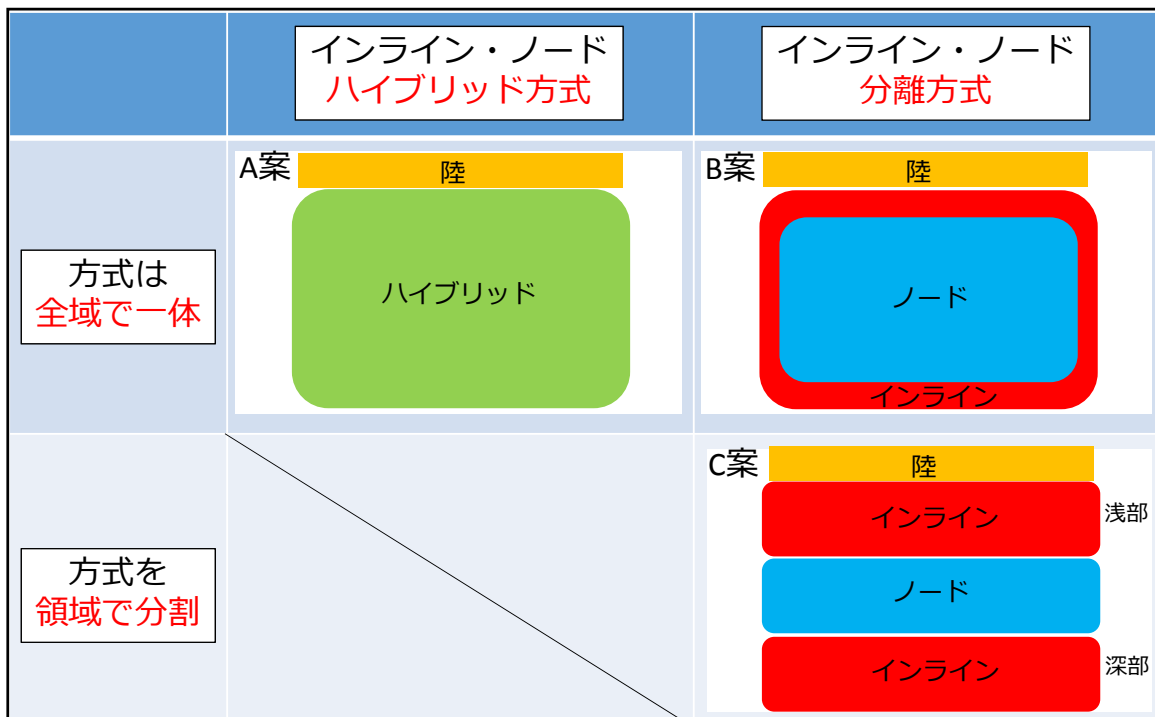 インライン・ノード
ハイブリッド方式
インライン・ノード
分離方式
方式は
全域で一体
A案
陸
ハイブリッド
B案
陸
ノード
インライン
方式を
領域で分割
C案
陸
インライン
浅部
ノード
インライン
深部